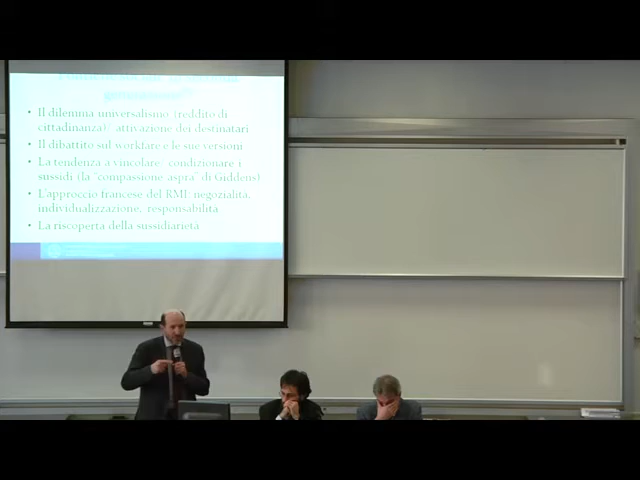 • Il dilemma universalismo (reddito di
cittadinanza)/ attivazione dei destinatari
• Il dibattito sul workfare e le sue versioni
• La tendenza a vincolare, condizionare i
sussidi (la "compassione aspra" di Giddens)
• L'approccio francese del RMI: negozialità,
individualizzazione, responsabilità
• La riscoperta della sussidiarietà